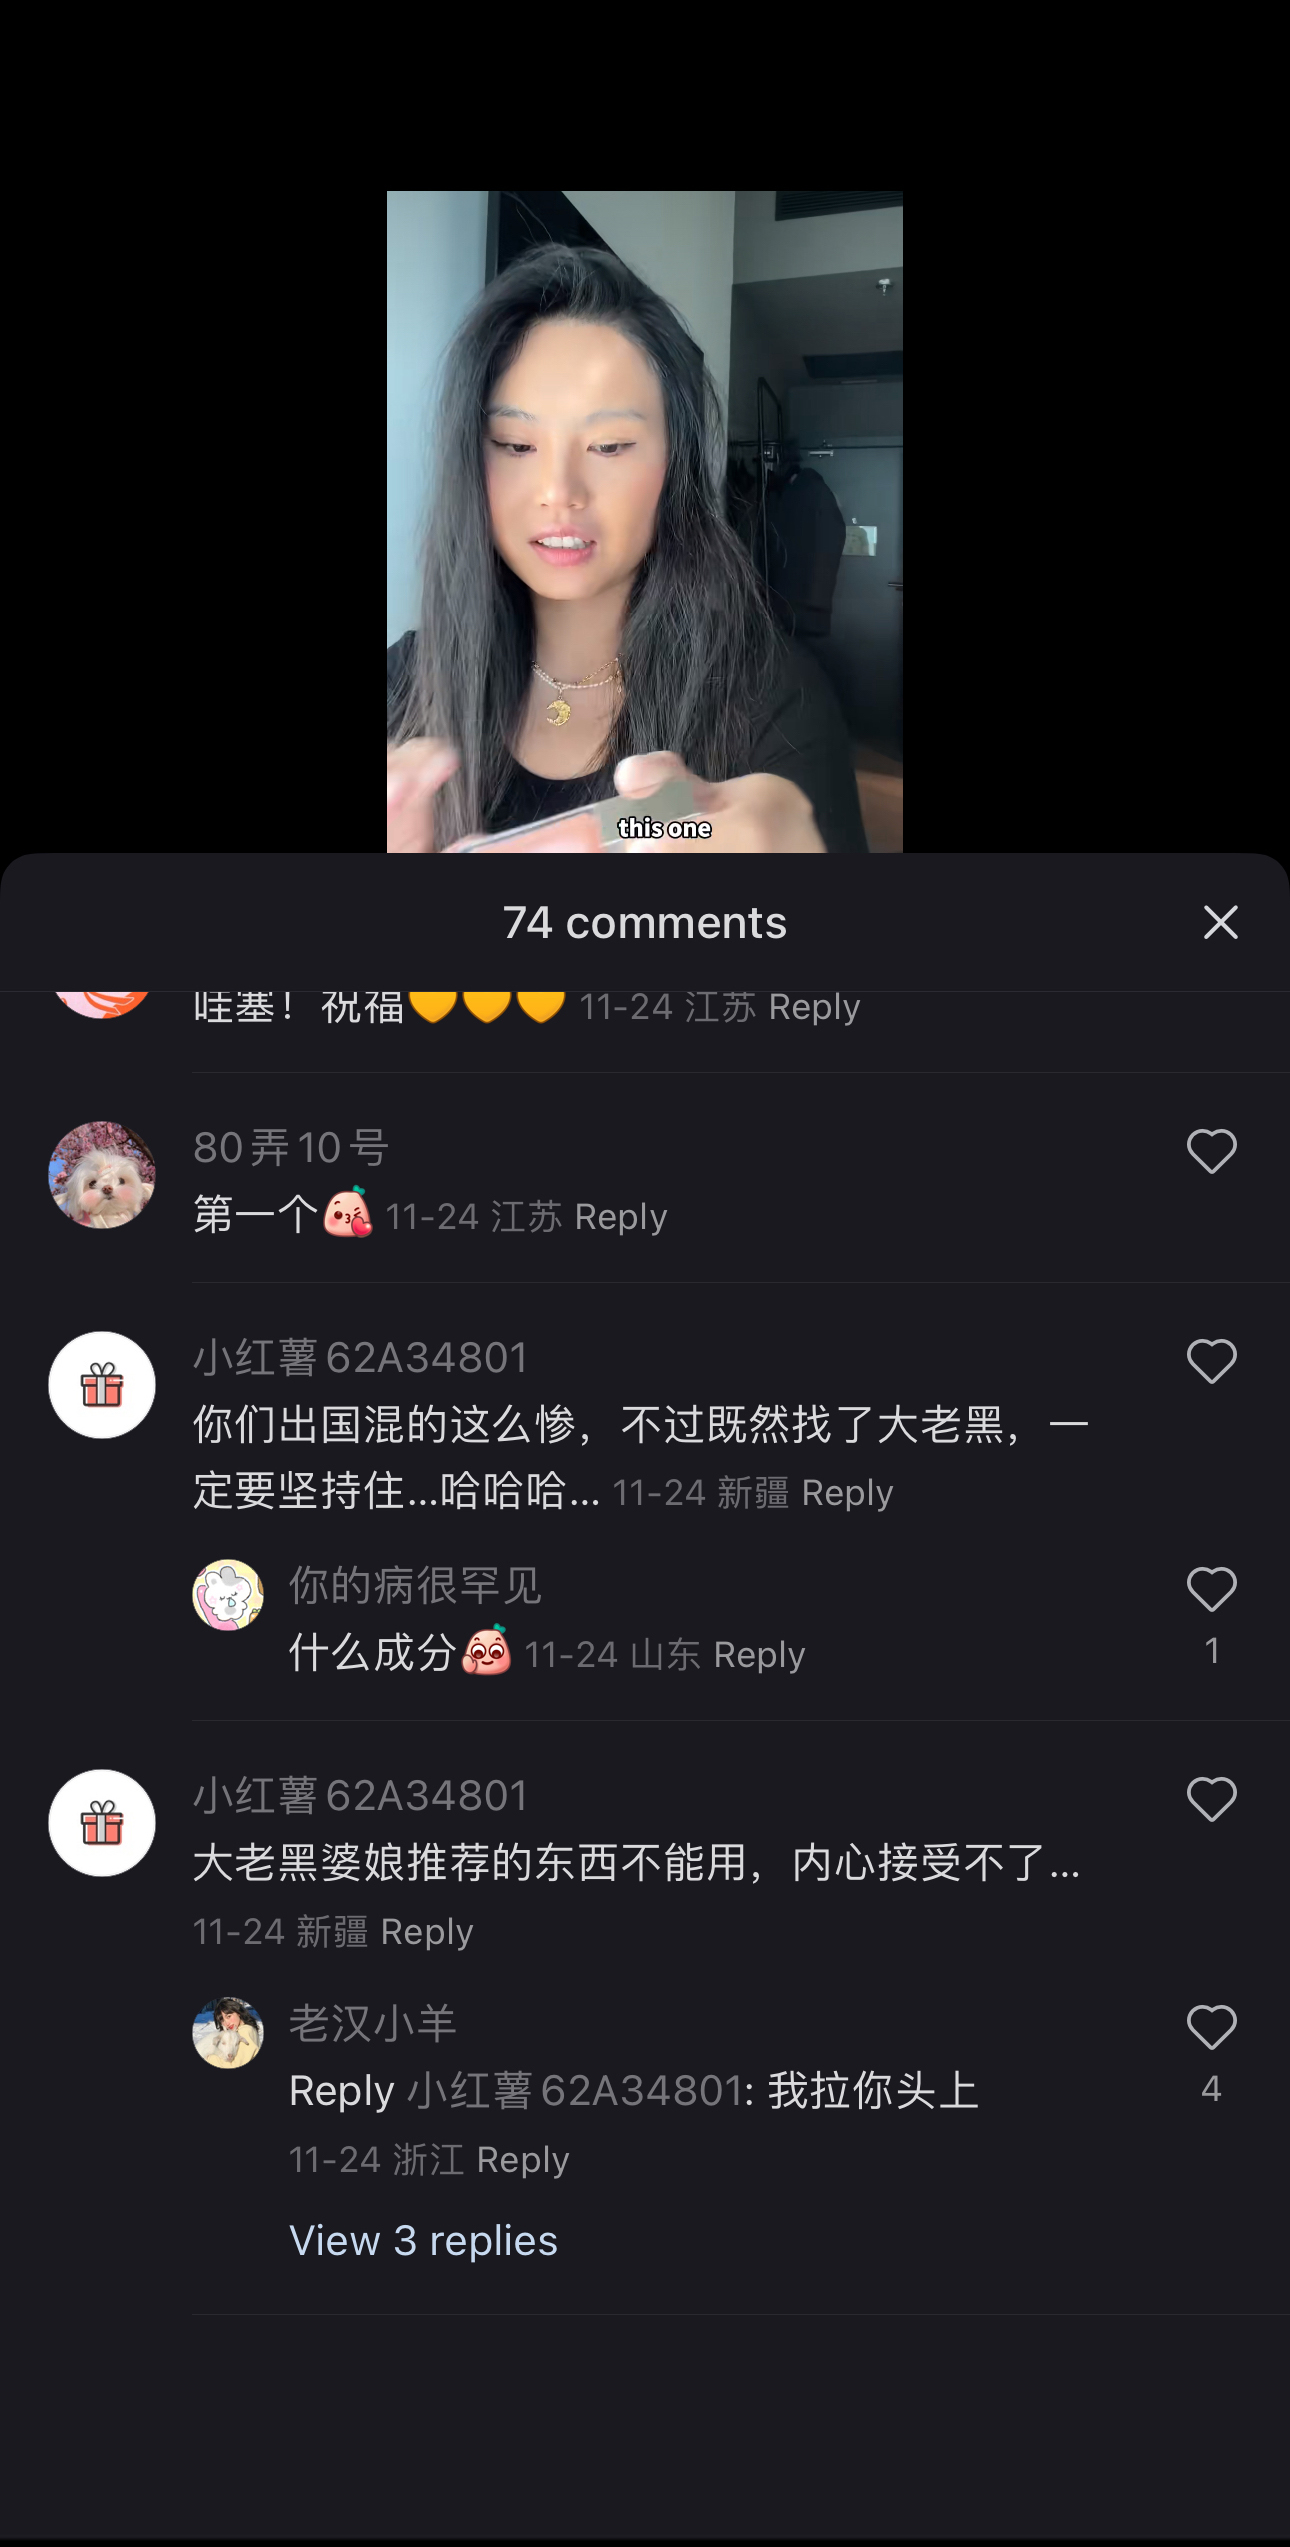 this one
74 comments
哇塞！祝福🧡🧡🧡 11-24 江苏 Reply
80弄10号
第一个 11-24 江苏 Reply
小红薯62A34801
你们出国混的这么惨，不过既然找了大老黑，一
定要坚持住...哈哈哈... 11-24 新疆 Reply
你的病很罕见
什么成分 11-24 山东 Reply
1
小红薯62A34801
大老黑婆娘推荐的东西不能用，内心接受不了...
11-24 新疆 Reply
老汉小羊
Reply 小红薯62A34801: 我拉你头上
4
11-24 浙江 Reply
View 3 replies